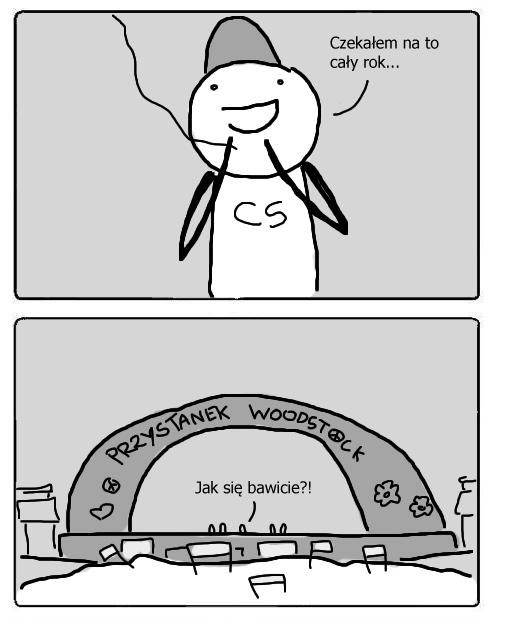 Czekałem na to
cały rok...
CS
PRZYSTANEK WOODSTOCK
Jak się bawicie?!